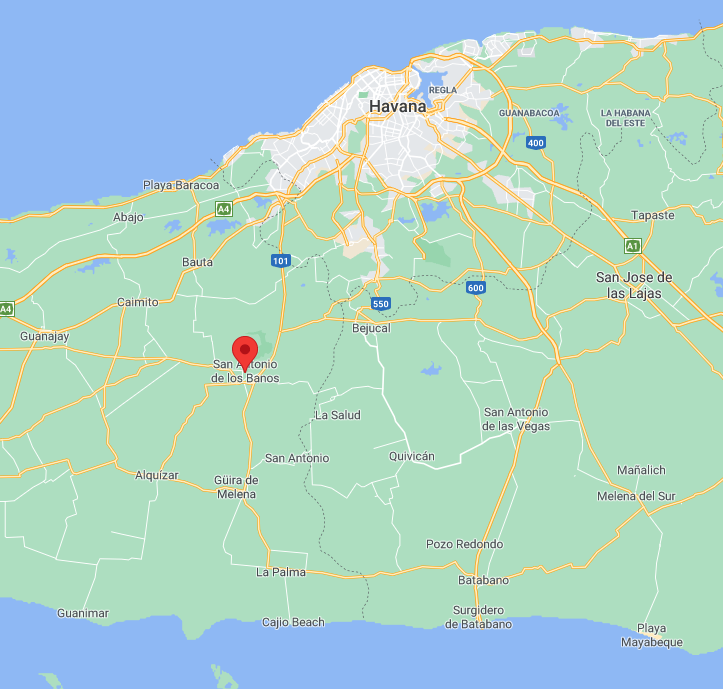 REGLA
Havana
GUANABACOA
LA HABANA
DEL ESTE
400
Playa Baracoa
A4
Abajo
Tapaste
A1
Bauta
101
San Jose de
las Lajas
600
Caimito
550
A4
Guanajay
Bejucal
San Antonio
de los Banos
La Salud
San Antonio
de las Vegas
San Antonio
Quivicán
Alquizar
Güira de
Melena
Mañalich
Melena del Sur
Pozo Redondo
La Palma
Batabano
Guanimar
Cajio Beach
Surgidero
de Batabano
Playa
Mayabeque